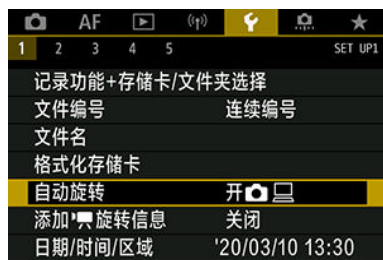 AF
1 2 3 4 5 SET UP1
记录功能+存储卡/文件夹选择
文件编号 连续编号
文件名
格式化存储卡
自动旋转 开
添加旋转信息 关闭
日期/时间/区域 '20/03/10 13:30